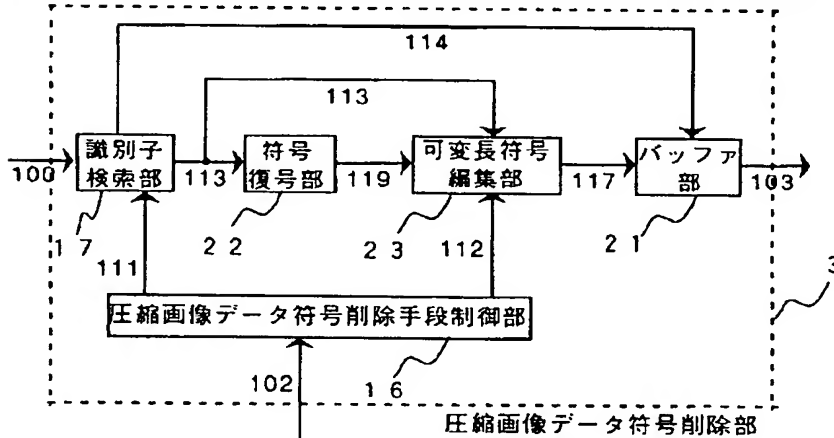 114
113
識別子
検索部
符号
復号部
可変長符号
編集部
バッファ
部
100
113
119
117
103
17
22
23
21
111
112
3
圧縮画像データ符号削除手段制御部
102
16
圧縮画像データ符号削除部